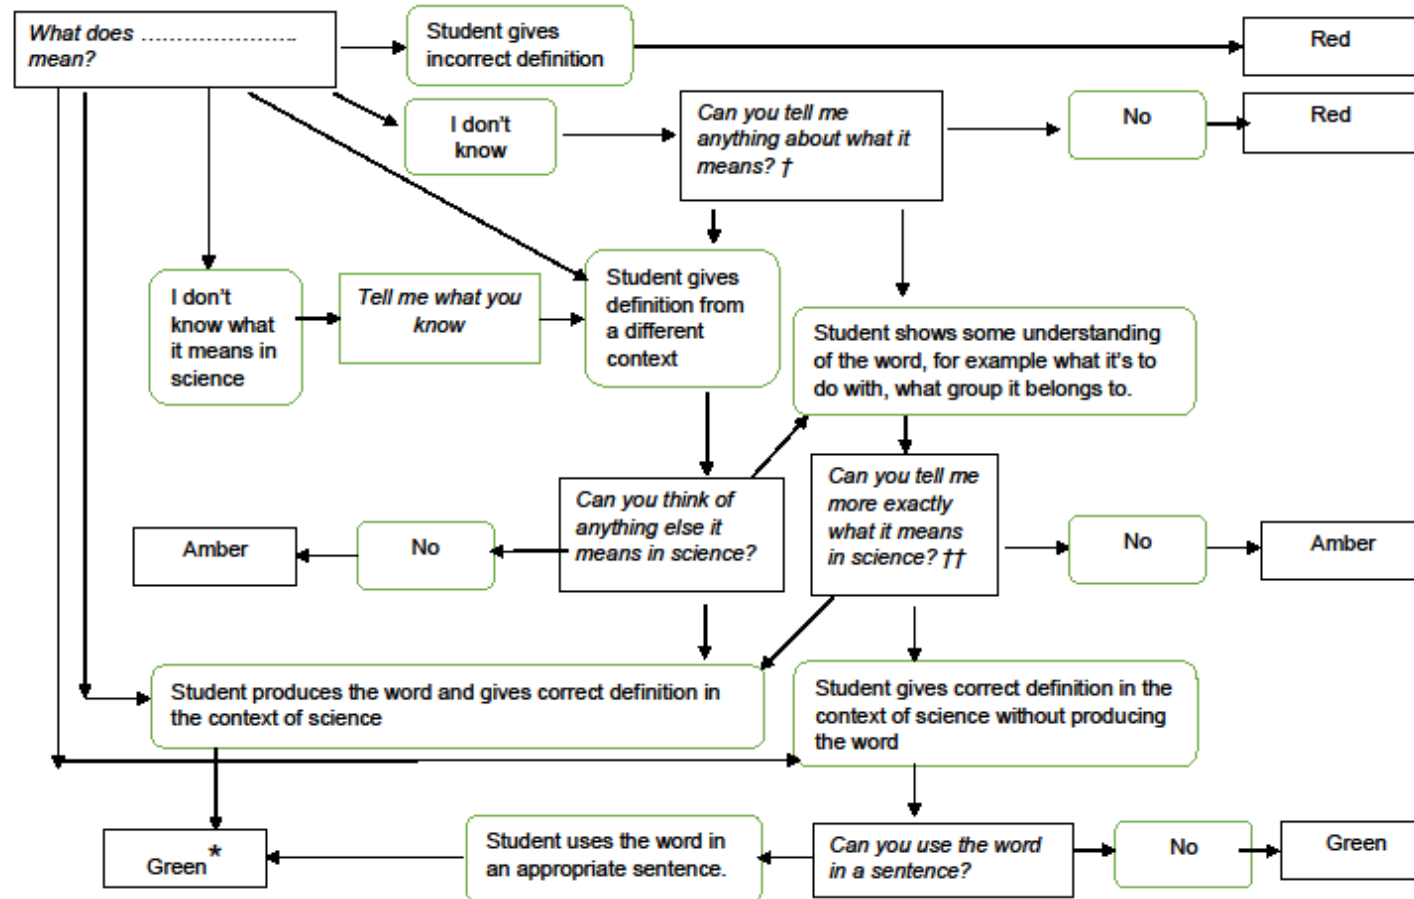 What does ………………….
mean?
Student gives
incorrect definition
Red
I don't
know
Can you tell me
anything about what it
means? †
No
Red
I don't
know what
it means in
science
Tell me what you
know
Student gives
definition from
a different
context
Student shows some understanding
of the word, for example what it's to
do with, what group it belongs to.
Amber
No
Can you think of
anything else it
means in science?
Can you tell me
more exactly
what it means
in science? ††
No
Amber
Student produces the word and gives correct definition in
the context of science
Student gives correct definition in the
context of science without producing
the word
Green*
Student uses the word in
an appropriate sentence.
Can you use the word
in a sentence?
No
Green